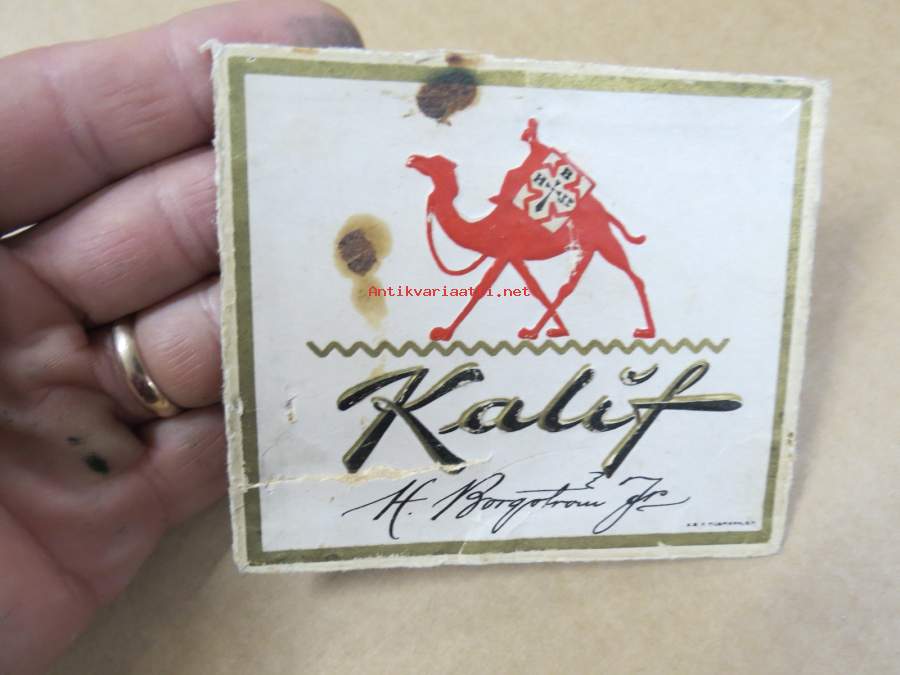 Antikvariaatti.net
Kalif
H. Borgström Jr